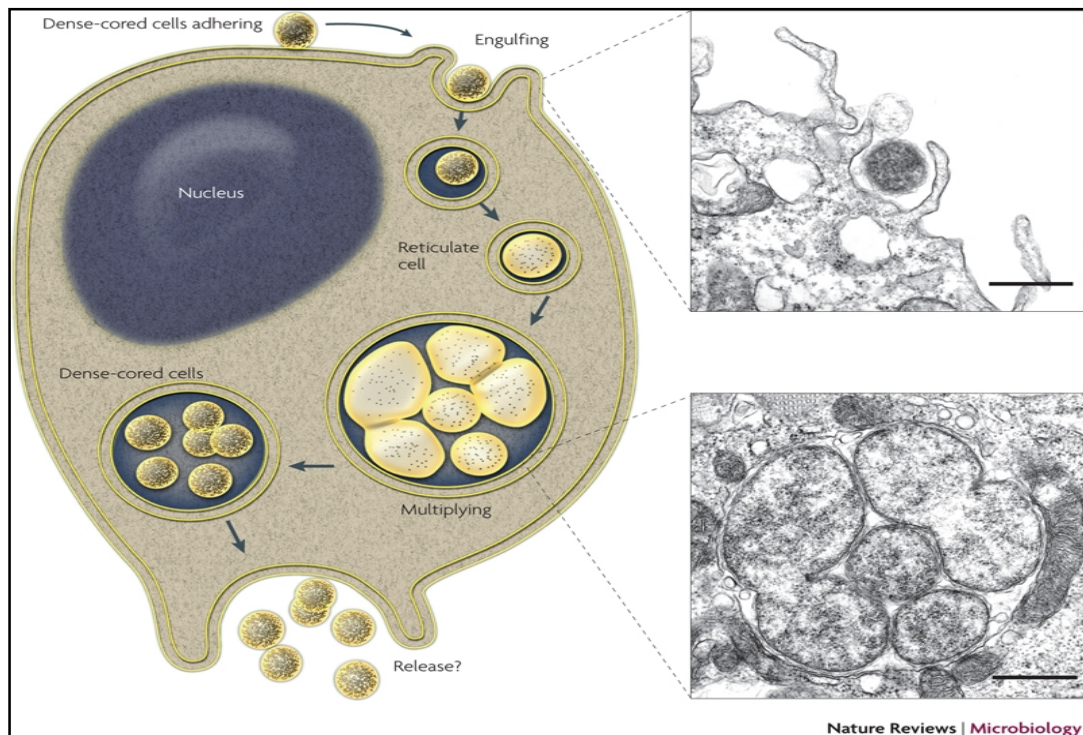 Dense-cored cells adhering
Engulfing
Nucleus
Reticulate
cell
Dense-cored cells
Multiplying
Release?
Nature Reviews | Microbiology